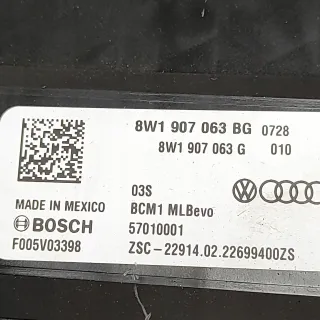 8W1 907 063 BG 0728
8W1 907 063 G 010
03S
MADE IN MEXICO BCM1 MLBevo
BOSCH 57010001
F005V03398 ZSC-22914.02.22699400ZS